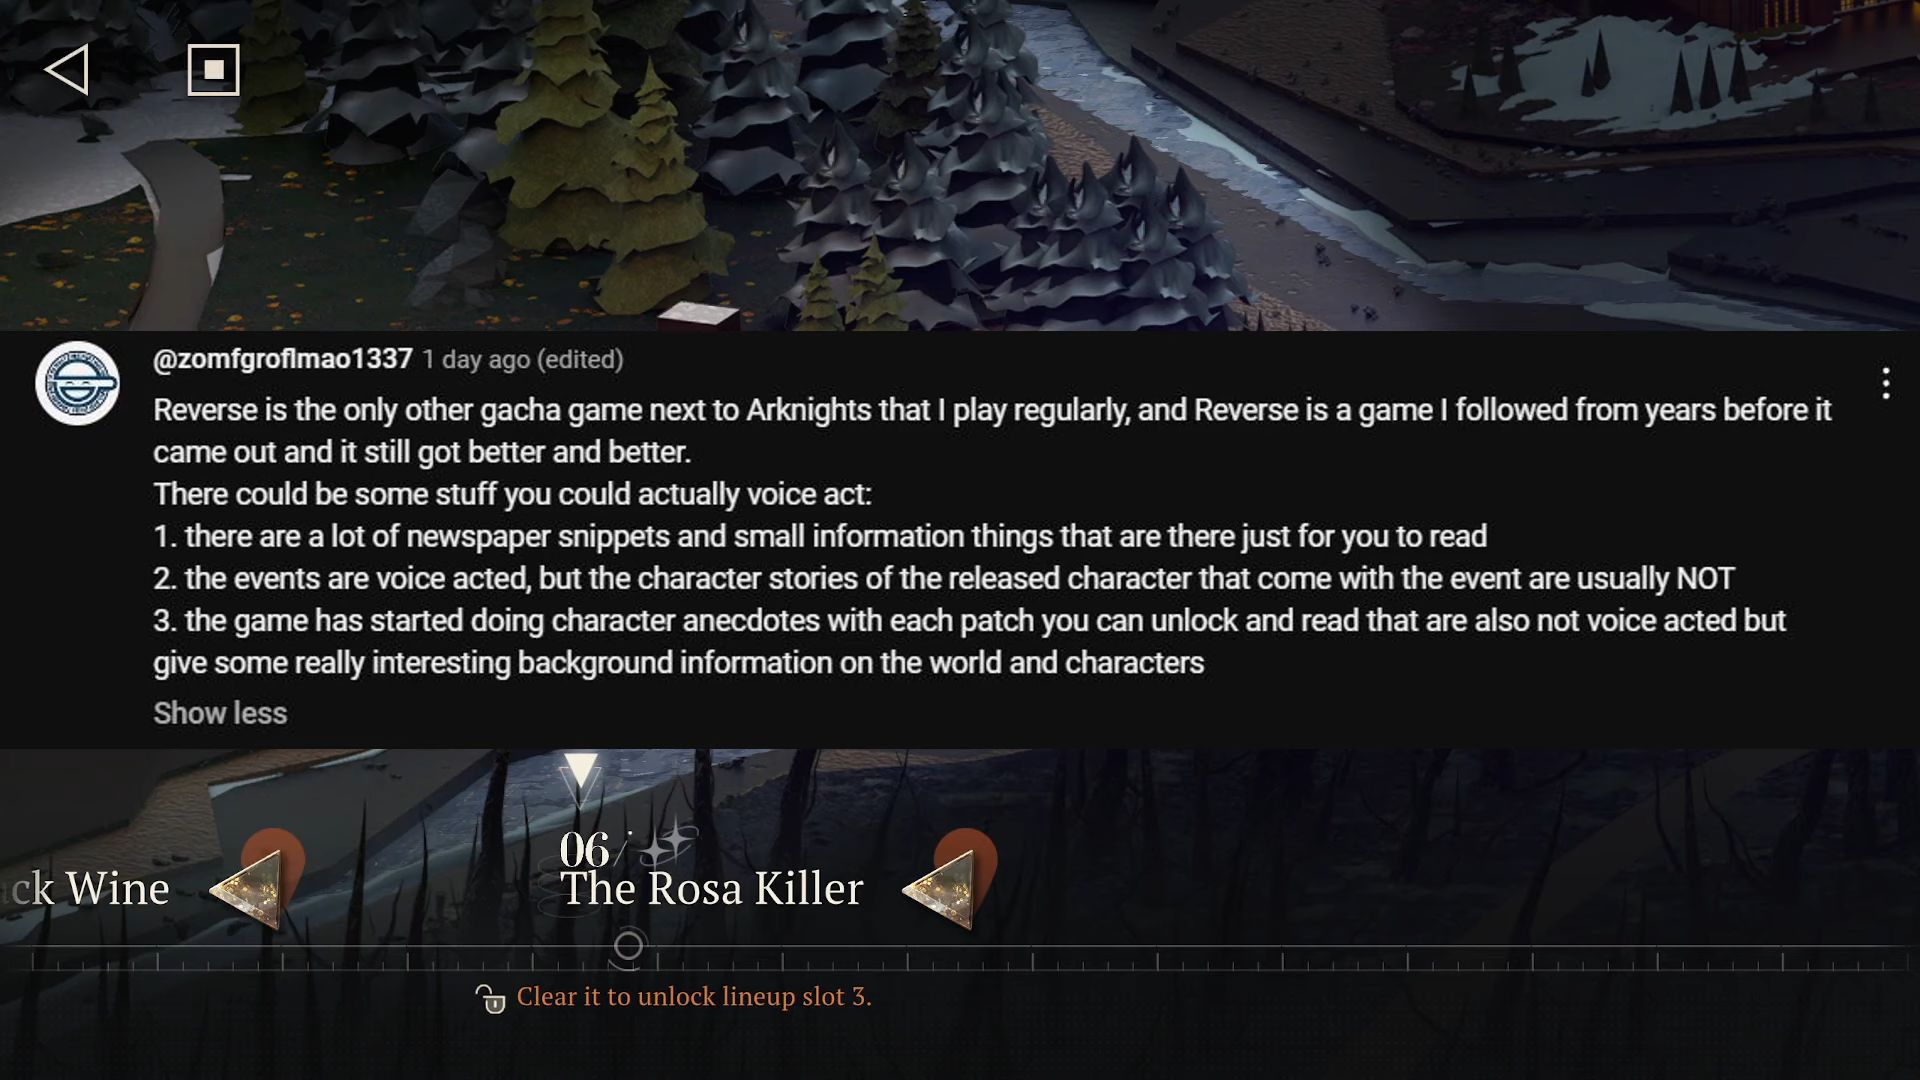 @zomfgroflmao1337 1 day ago (edited)
Reverse is the only other gacha game next to Arknights that I play regularly, and Reverse is a game I followed from years before it
came out and it still got better and better.
There could be some stuff you could actually voice act:
1. there are a lot of newspaper snippets and small information things that are there just for you to read
2. the events are voice acted, but the character stories of the released character that come with the event are usually NOT
3. the game has started doing character anecdotes with each patch you can unlock and read that are also not voice acted but
give some really interesting background information on the world and characters
Show less
06
ck Wine
The Rosa Killer
Clear it to unlock lineup slot 3.